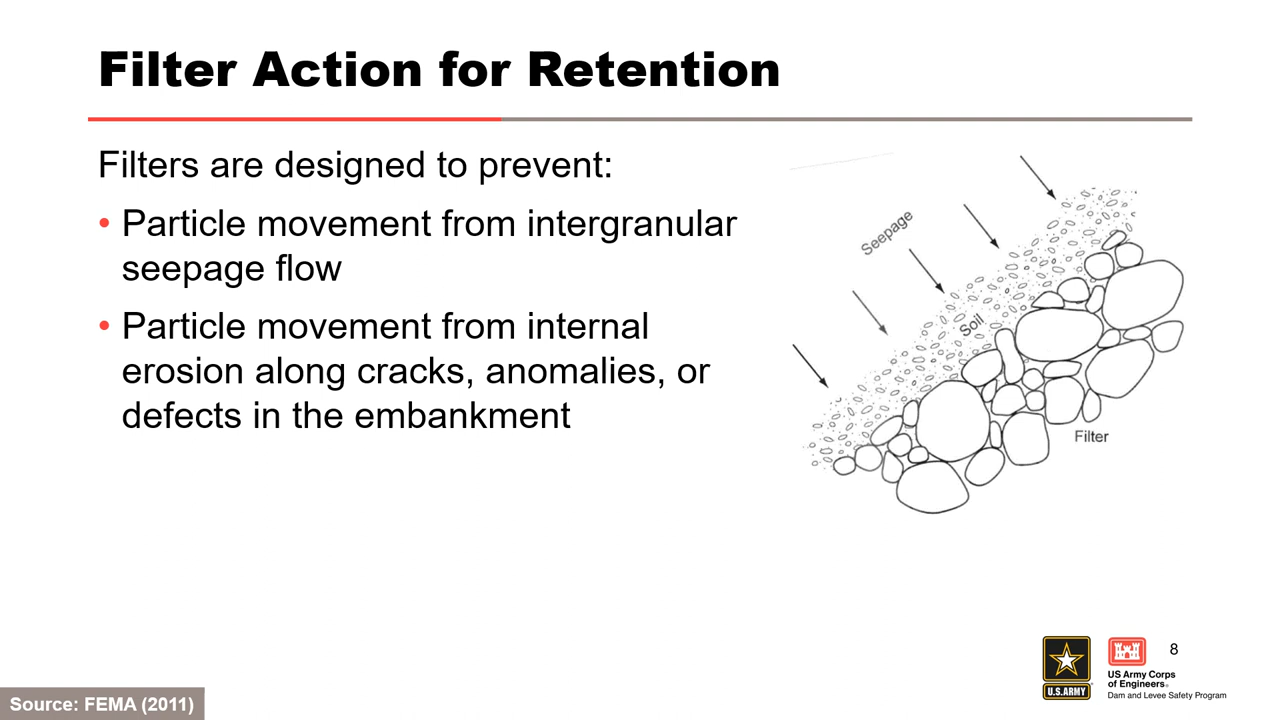 Filter Action for Retention
Filters are designed to prevent:
• Particle movement from intergranular
seepage flow
• Particle movement from internal
erosion along cracks, anomalies, or
defects in the embankment
Seepage
Soil
Filter
U.S.ARMY
US Army Corps
of Engineers®
Dam and Levee Safety Program
8
Source: FEMA (2011)